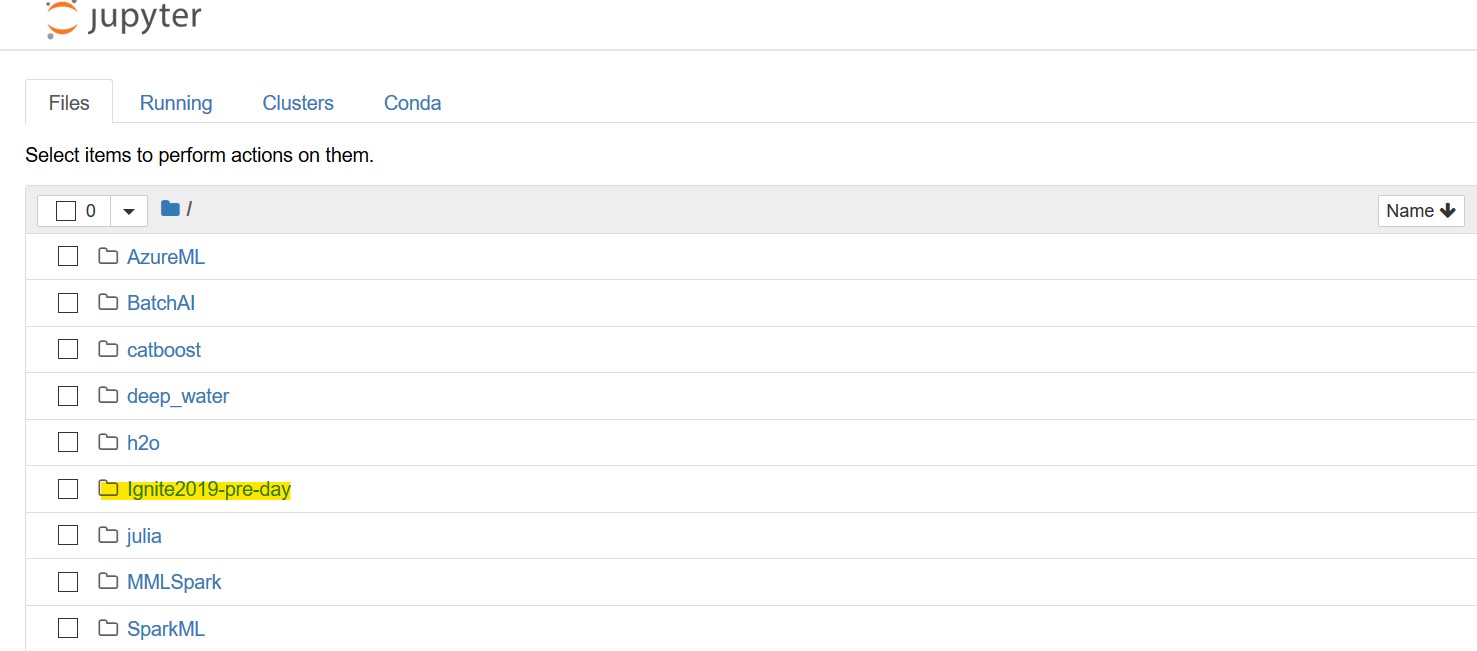 jupyter
Files Running Clusters Conda
Select items to perform actions on them.
0 / Name
AzureML
BatchAI
catboost
deep_water
h2o
Ignite2019-pre-day
julia
MMLSpark
SparkML